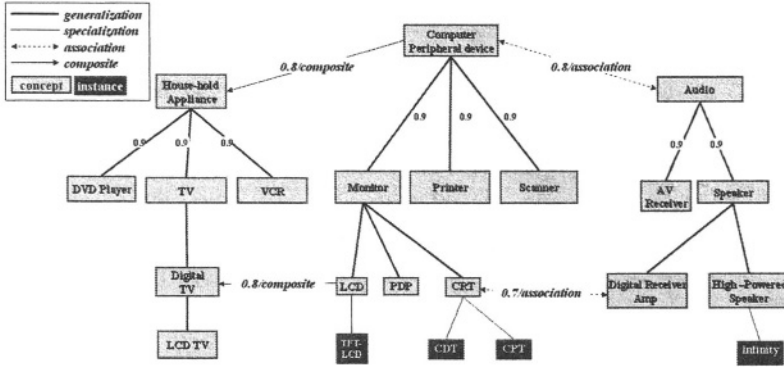 generalization
specialization
association
composite
concept
instance
Computer
Peripheral device
0.8/composite
0.8/association
House-hold
Appliance
Audio
0.9
0.9
0.9
0.9
0.9
0.9
0.9
0.9
DVD Player
TV
VCR
Monitor
Printer
Scanner
AV
Receiver
Speaker
Digital
TV
0.8/composite
LCD
PDP
CRT
0.7/association
Digital Receiver
Amp
High-Powered
Speaker
LCD TV
TFT-
LCD
CDT
CPT
Infinity